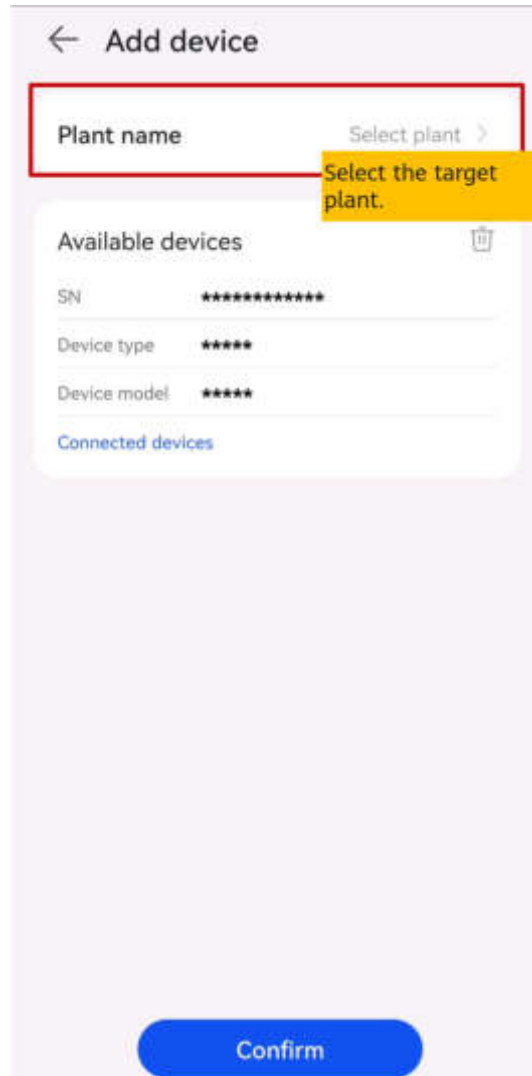 Add device
Plant name
Select plant
Select the target
plant.
Available devices
SN ************
Device type *****
Device model *****
Connected devices
Confirm